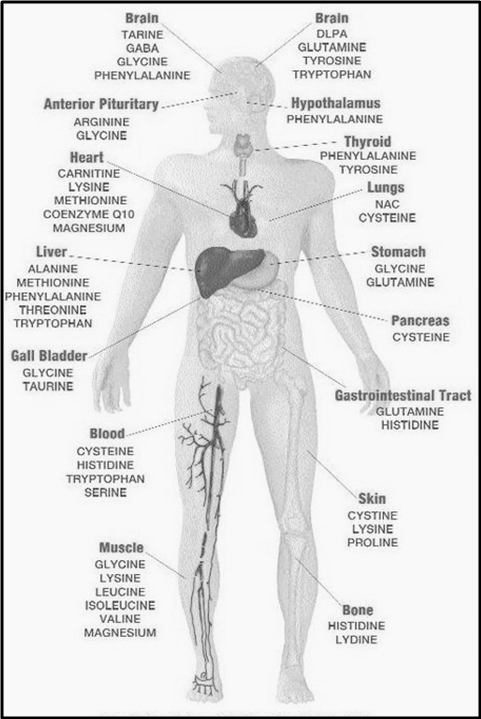 Brain
TARINE
GABA
GLYCINE
PHENYLALANINE
Brain
DLPA
GLUTAMINE
TYROSINE
TRYPTOPHAN
Anterior Pituritary
ARGININE
GLYCINE
Hypothalamus
PHENYLALANINE
Heart
CARNITINE
LYSINE
METHIONINE
COENZYME Q10
MAGNESIUM
Thyroid
PHENYLALANINE
TYROSINE
Lungs
NAC
CYSTEINE
Liver
ALANINE
METHIONINE
PHENYLALANINE
THREONINE
TRYPTOPHAN
Stomach
GLYCINE
GLUTAMINE
Pancreas
CYSTEINE
Gall Bladder
GLYCINE
TAURINE
Gastrointestinal Tract
GLUTAMINE
HISTIDINE
Blood
CYSTEINE
HISTIDINE
TRYPTOPHAN
SERINE
Skin
CYSTINE
LYSINE
PROLINE
Muscle
GLYCINE
LYSINE
LEUCINE
ISOLEUCINE
VALINE
MAGNESIUM
Bone
HISTIDINE
LYDINE